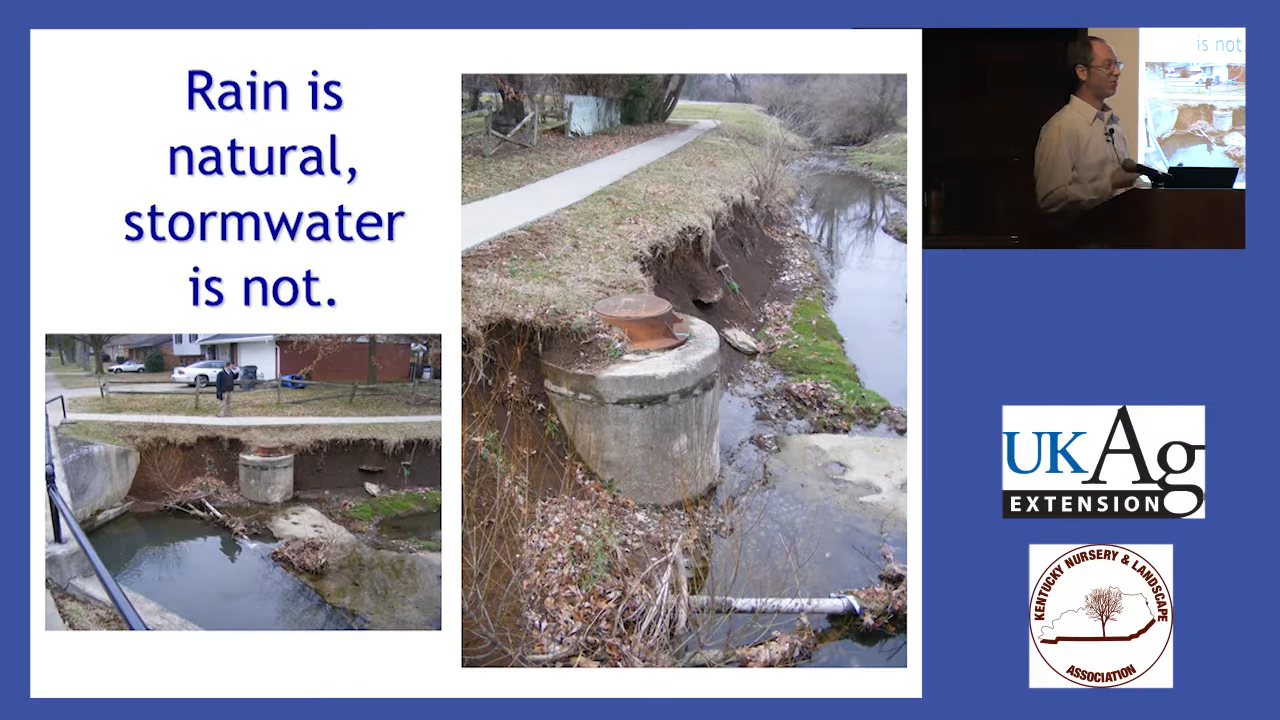 Rain is
natural,
stormwater
is not.
is not.
UKAg
EXTENSION
KENTUCKY NURSERY & LANDSCAPE
ASSOCIATION